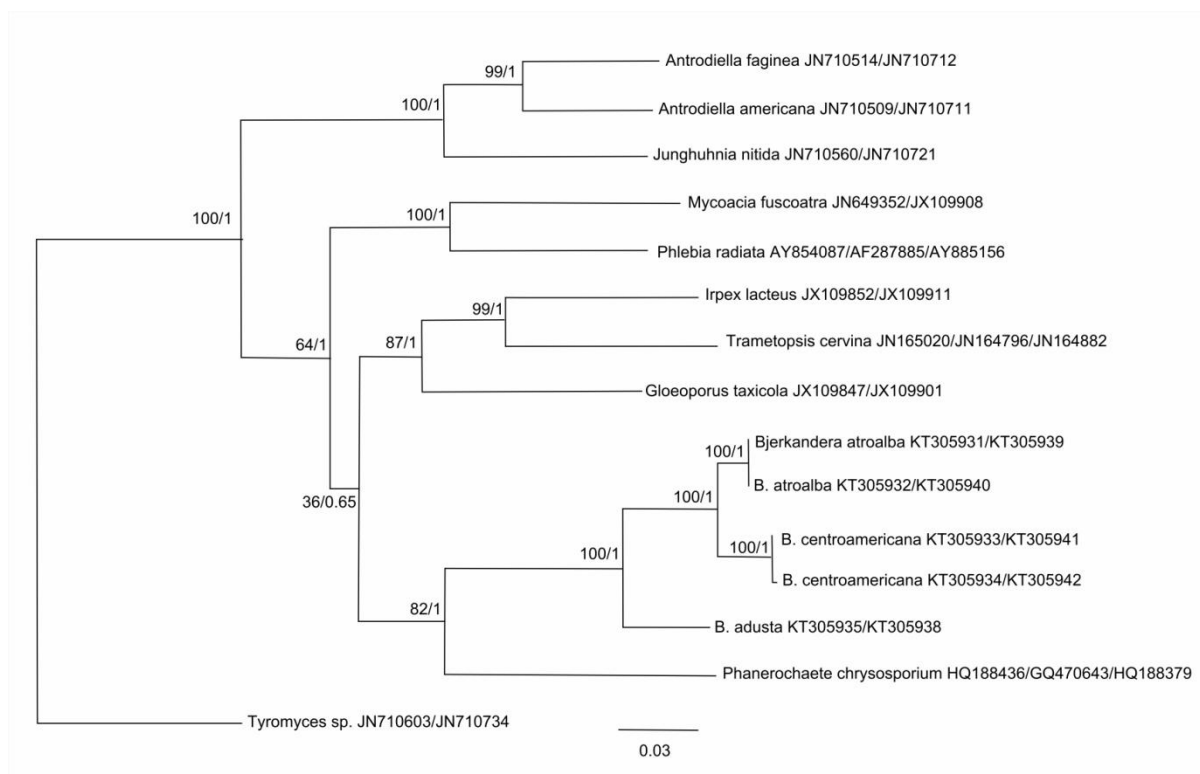 Antrodiella faginea JN710514/JN710712
99/1
100/1
Antrodiella americana JN710509/JN710711
Junghuhnia nitida JN710560/JN710721
100/1
100/1
Mycoacia fuscoatra JN649352/JX109908
Phlebia radiata AY854087/AF287885/AY885156
Irpex lacteus JX109852/JX109911
99/1
64/1
87/1
Trametopsis cervina JN165020/JN164796/JN164882
Gloeoporus taxicola JX109847/JX109901
Bjerkandera atroalba KT305931/KT305939
100/1
B. atroalba KT305932/KT305940
36/0.65
100/1
B. centroamericana KT305933/KT305941
100/1
100/1
B. centroamericana KT305934/KT305942
82/1
B. adusta KT305935/KT305938
Phanerochaete chrysosporium HQ188436/GQ470643/HQ188379
Tyromyces sp. JN710603/JN710734
0.03